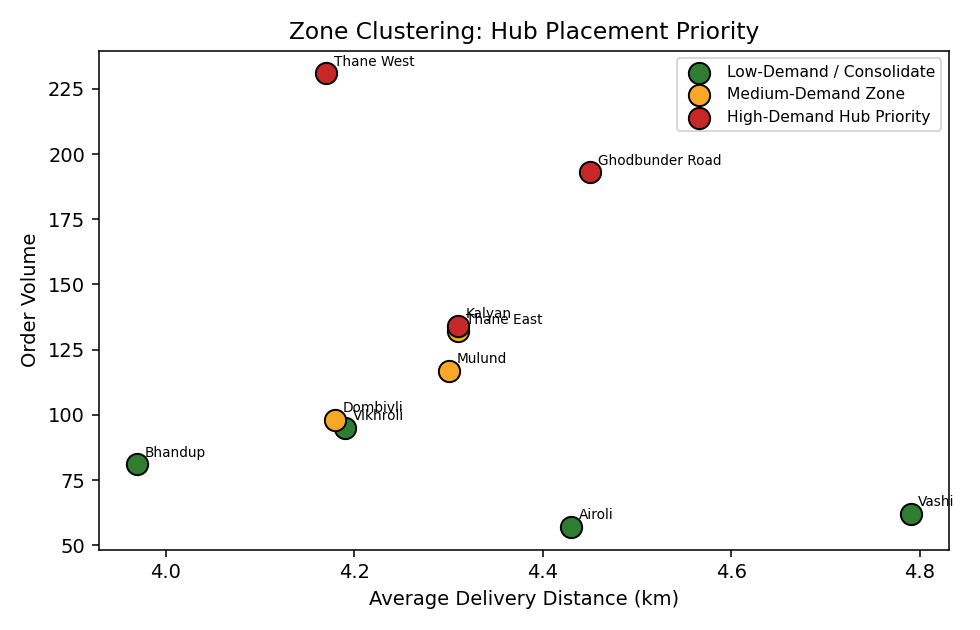 Zone Clustering: Hub Placement Priority
Thane West
Low-Demand / Consolidate
Medium-Demand Zone
High-Demand Hub Priority
Ghodbunder Road
Kalyan
Thane East
Mulund
Dombivli
Vikhroli
Bhandup
Vashi
Airoli
225
200
175
150
125
100
75
50
Order Volume
4.0
4.2
4.4
4.6
4.8
Average Delivery Distance (km)